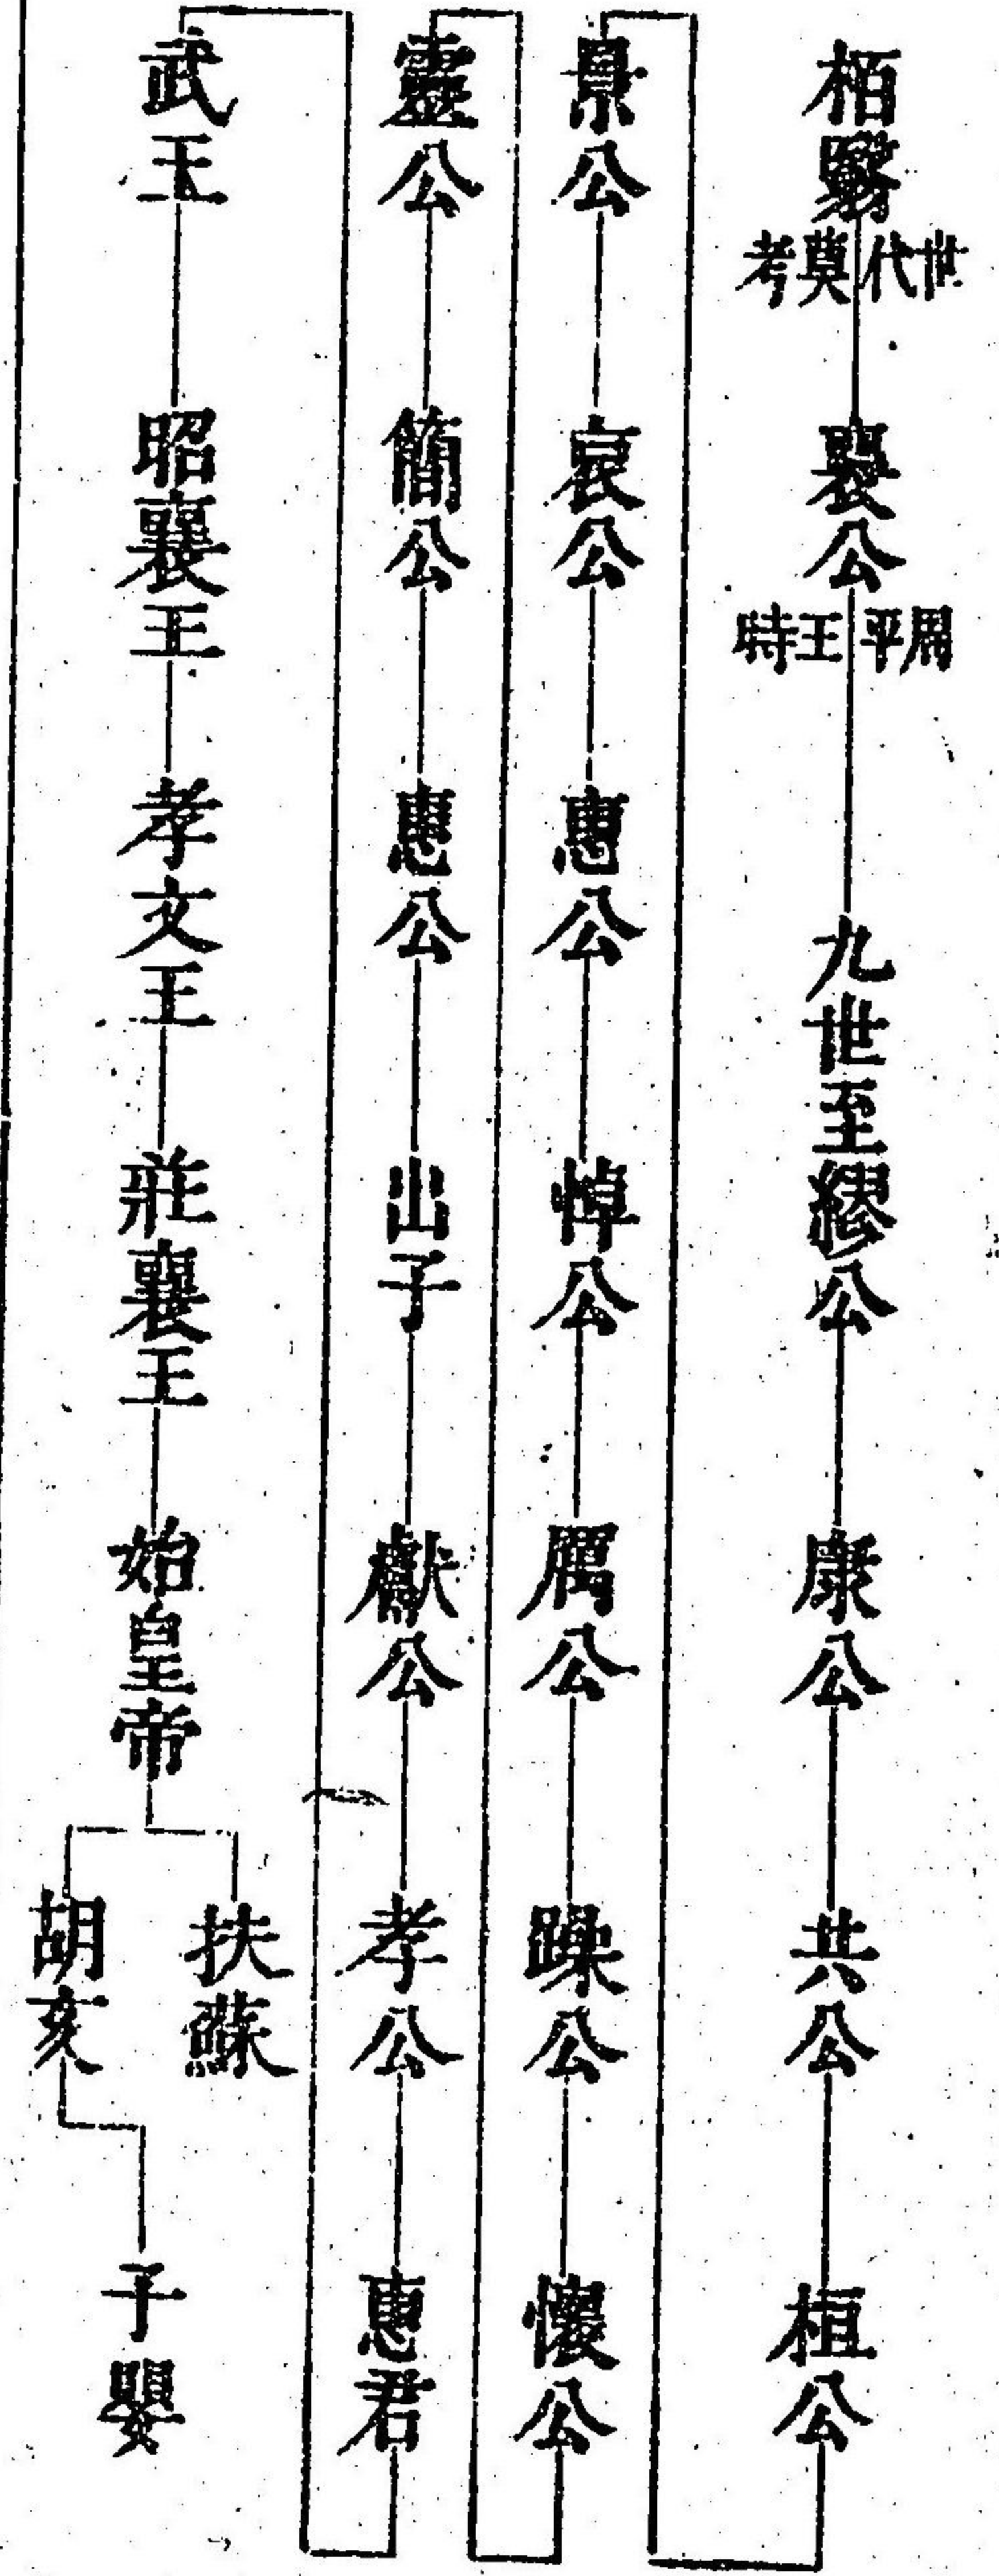 栢翳
世代莫考
襄公
周平王時
九世至繆公
康公
共公
桓公
景公
哀公
惠公
悼公
厲公
躁公
懷公
靈公
簡公
惠公
出子
獻公
孝公
惠君
武王
昭襄王
孝文王
莊襄王
始皇帝
扶蘇
胡亥
子嬰